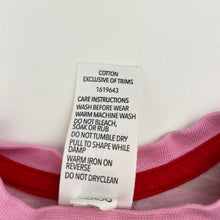 COTTON
EXCLUSIVE OF TRIMS
1619643
CARE INSTRUCTIONS
WASH BEFORE WEAR
WARM MACHINE WASH
DO NOT BLEACH,
SOAK OR RUB
DO NOT TUMBLE DRY
PULL TO SHAPE WHILE
DAMP
WARM IRON ON
REVERSE
DO NOT DRYCLEAN